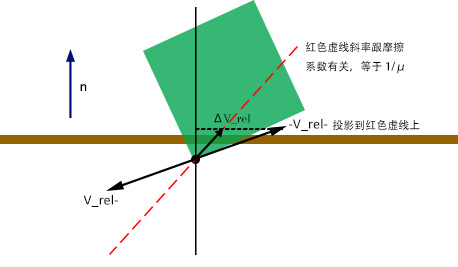 红色虚线斜率跟摩擦
系数有关，等于 1/μ
n
ΔV_rel
-V_rel- 投影到红色虚线上
V_rel-